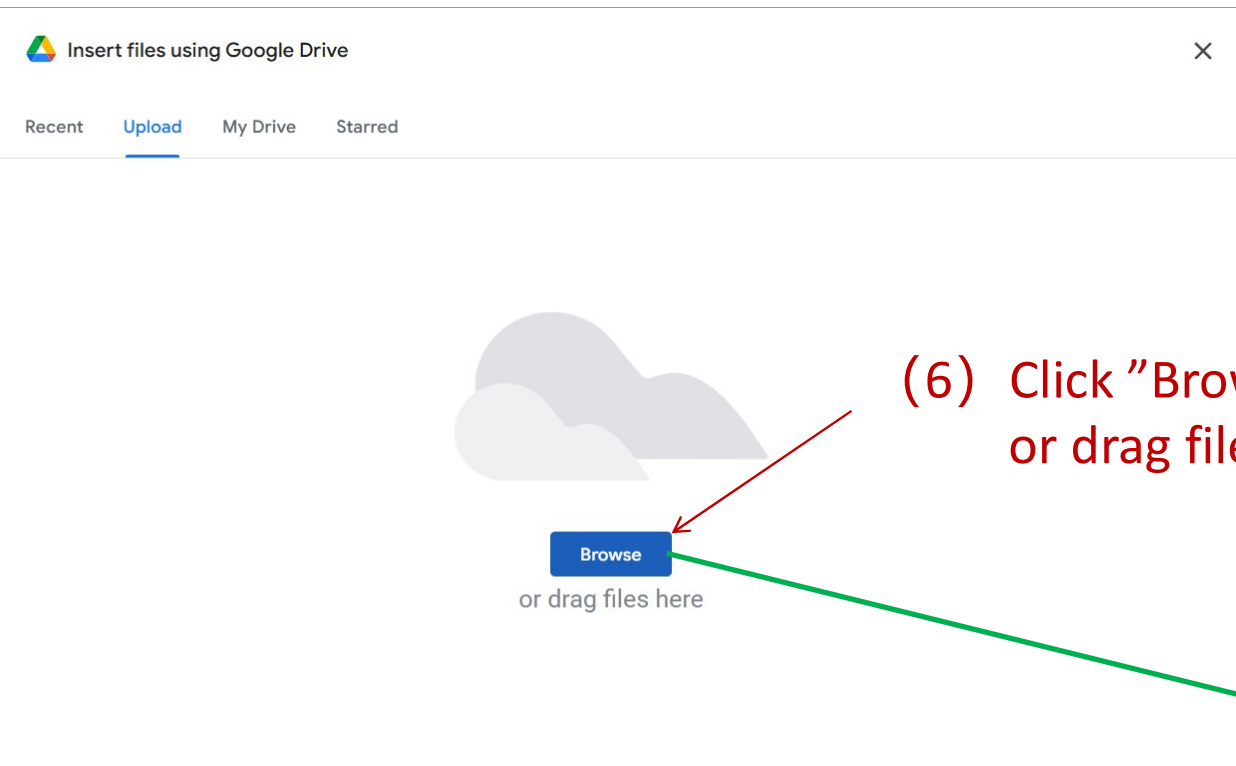 Insert files using Google Drive
Recent Upload My Drive Starred
(6) Click ”Bro
or drag file
Browse
or drag files here